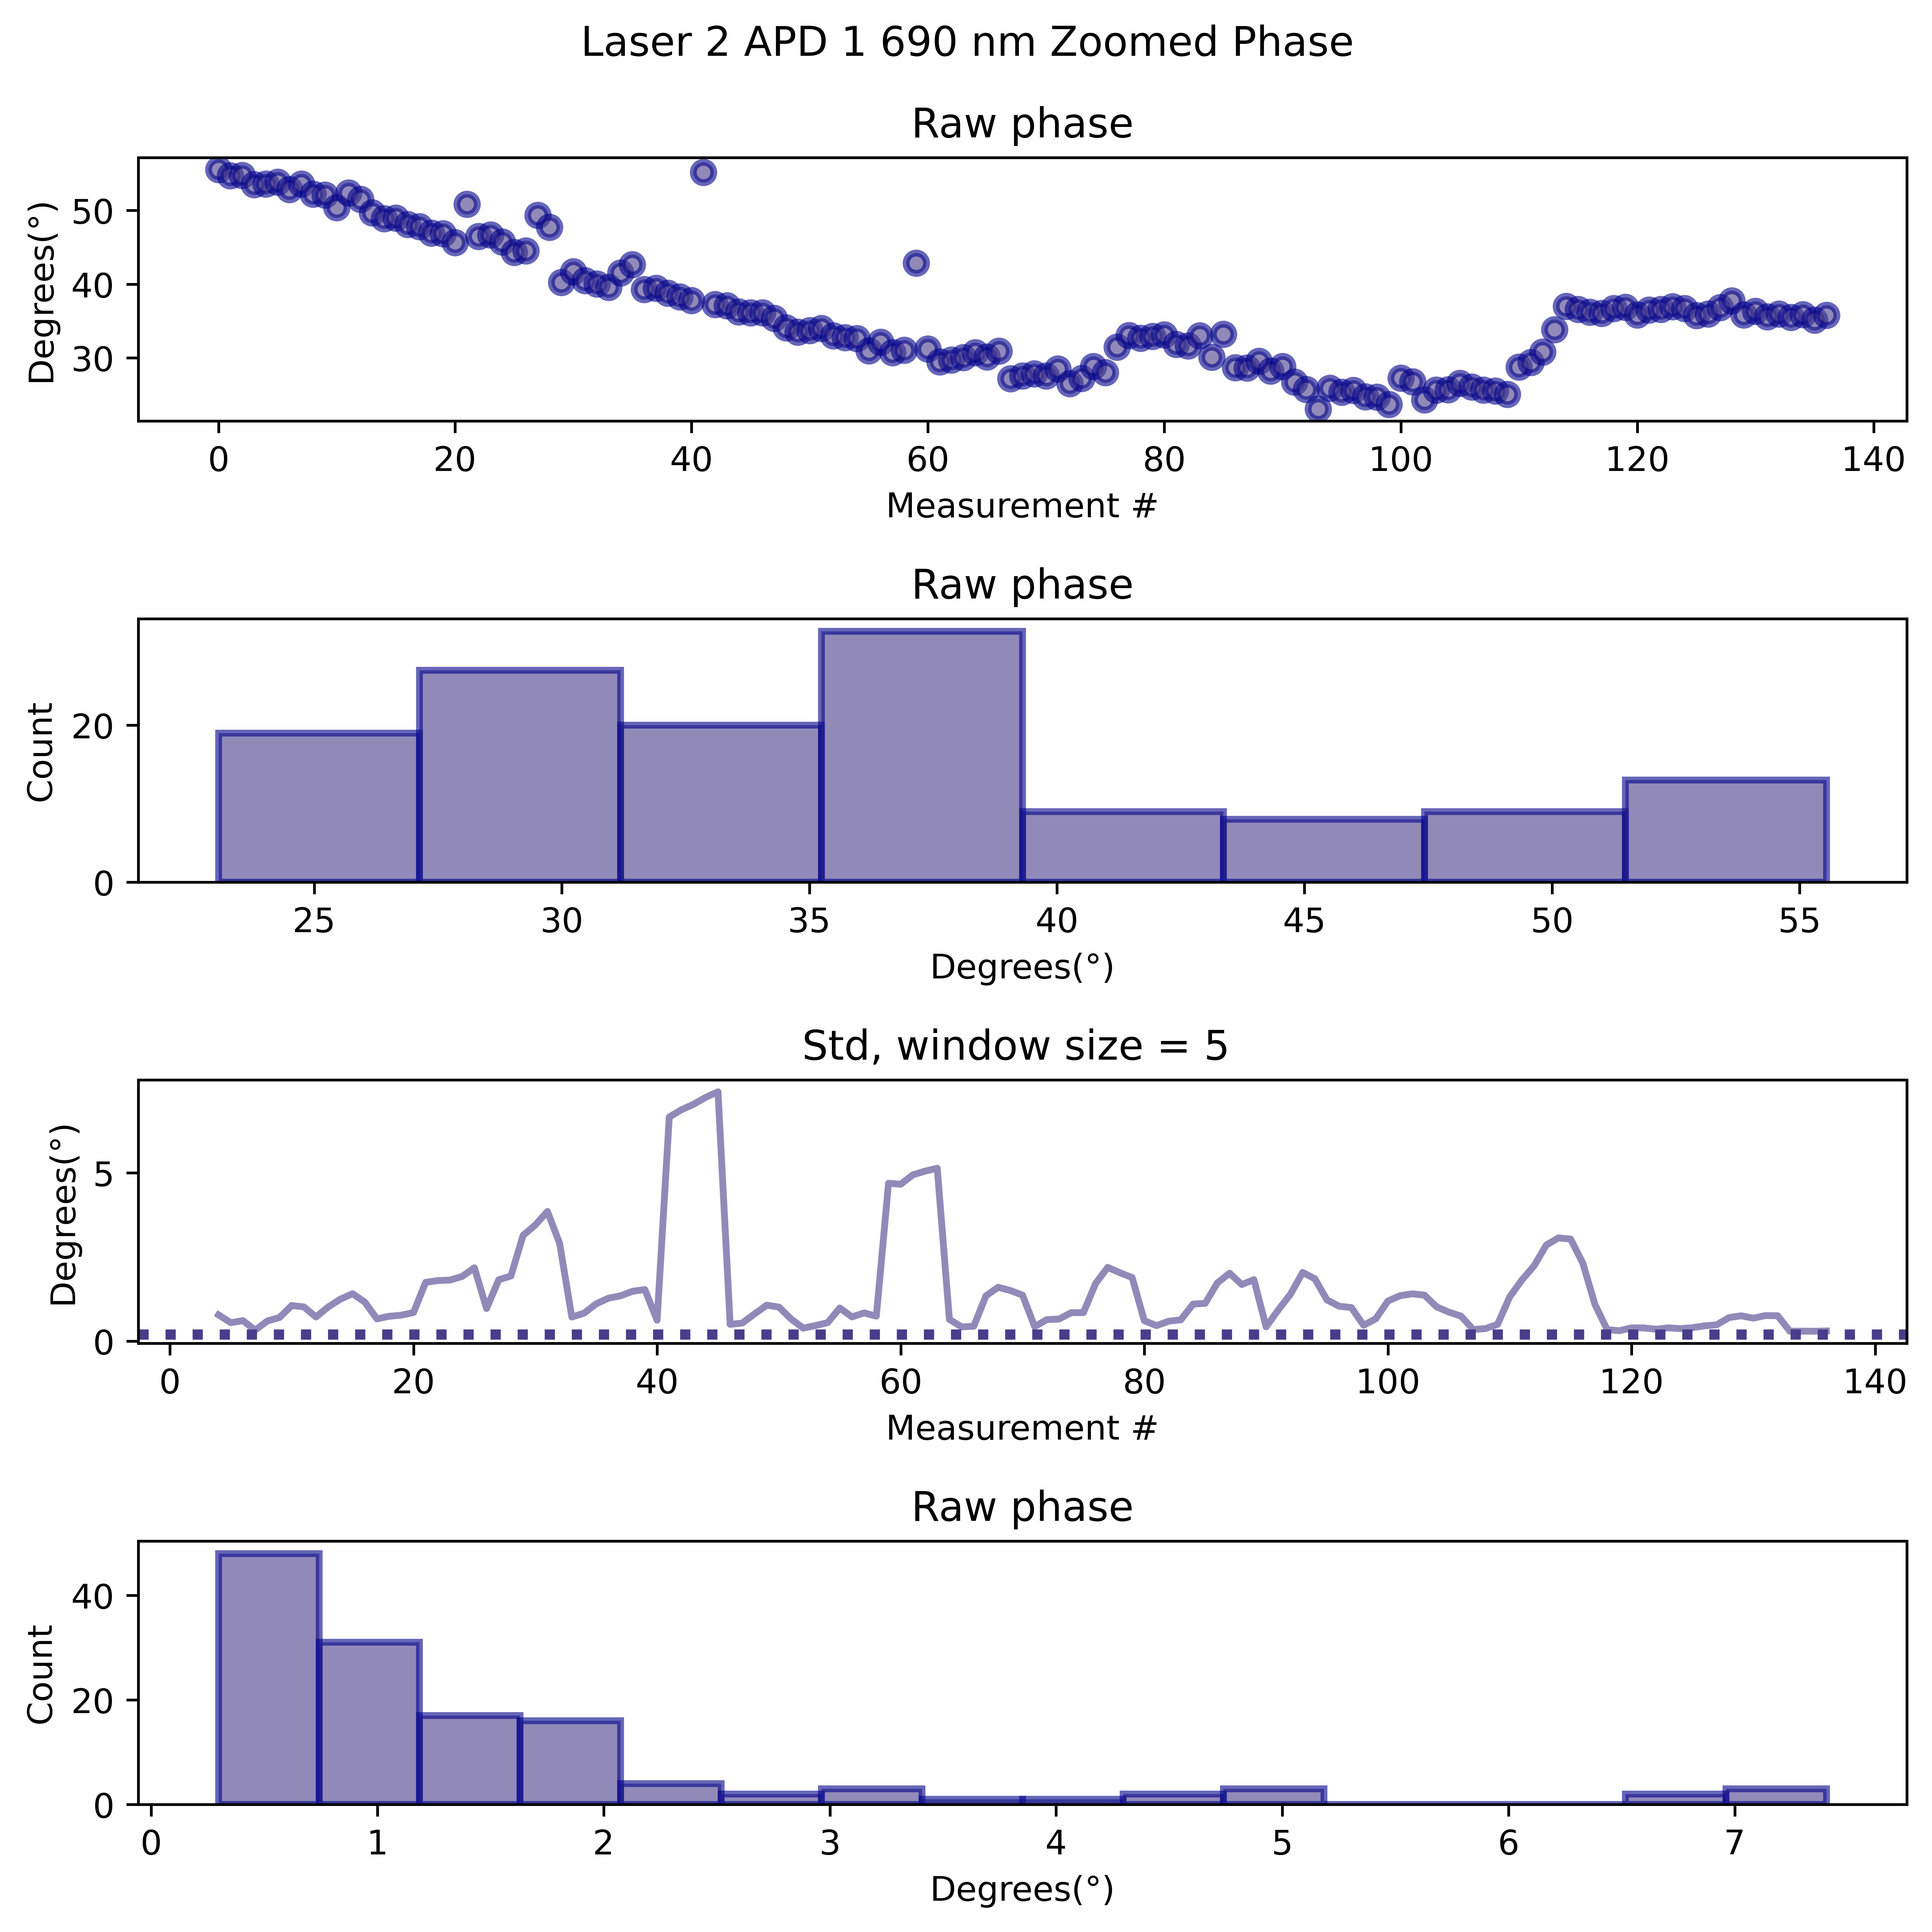 Laser 2 APD 1 690 nm Zoomed Phase
Raw phase
Degrees(°)
50
40
30
0 20 40 60 80 100 120 140
Measurement #
Raw phase
Count
20
0
25 30 35 40 45 50 55
Degrees(°)
Std, window size = 5
Degrees(°)
5
0
0 20 40 60 80 100 120 140
Measurement #
Raw phase
Count
40
20
0
0 1 2 3 4 5 6 7
Degrees(°)